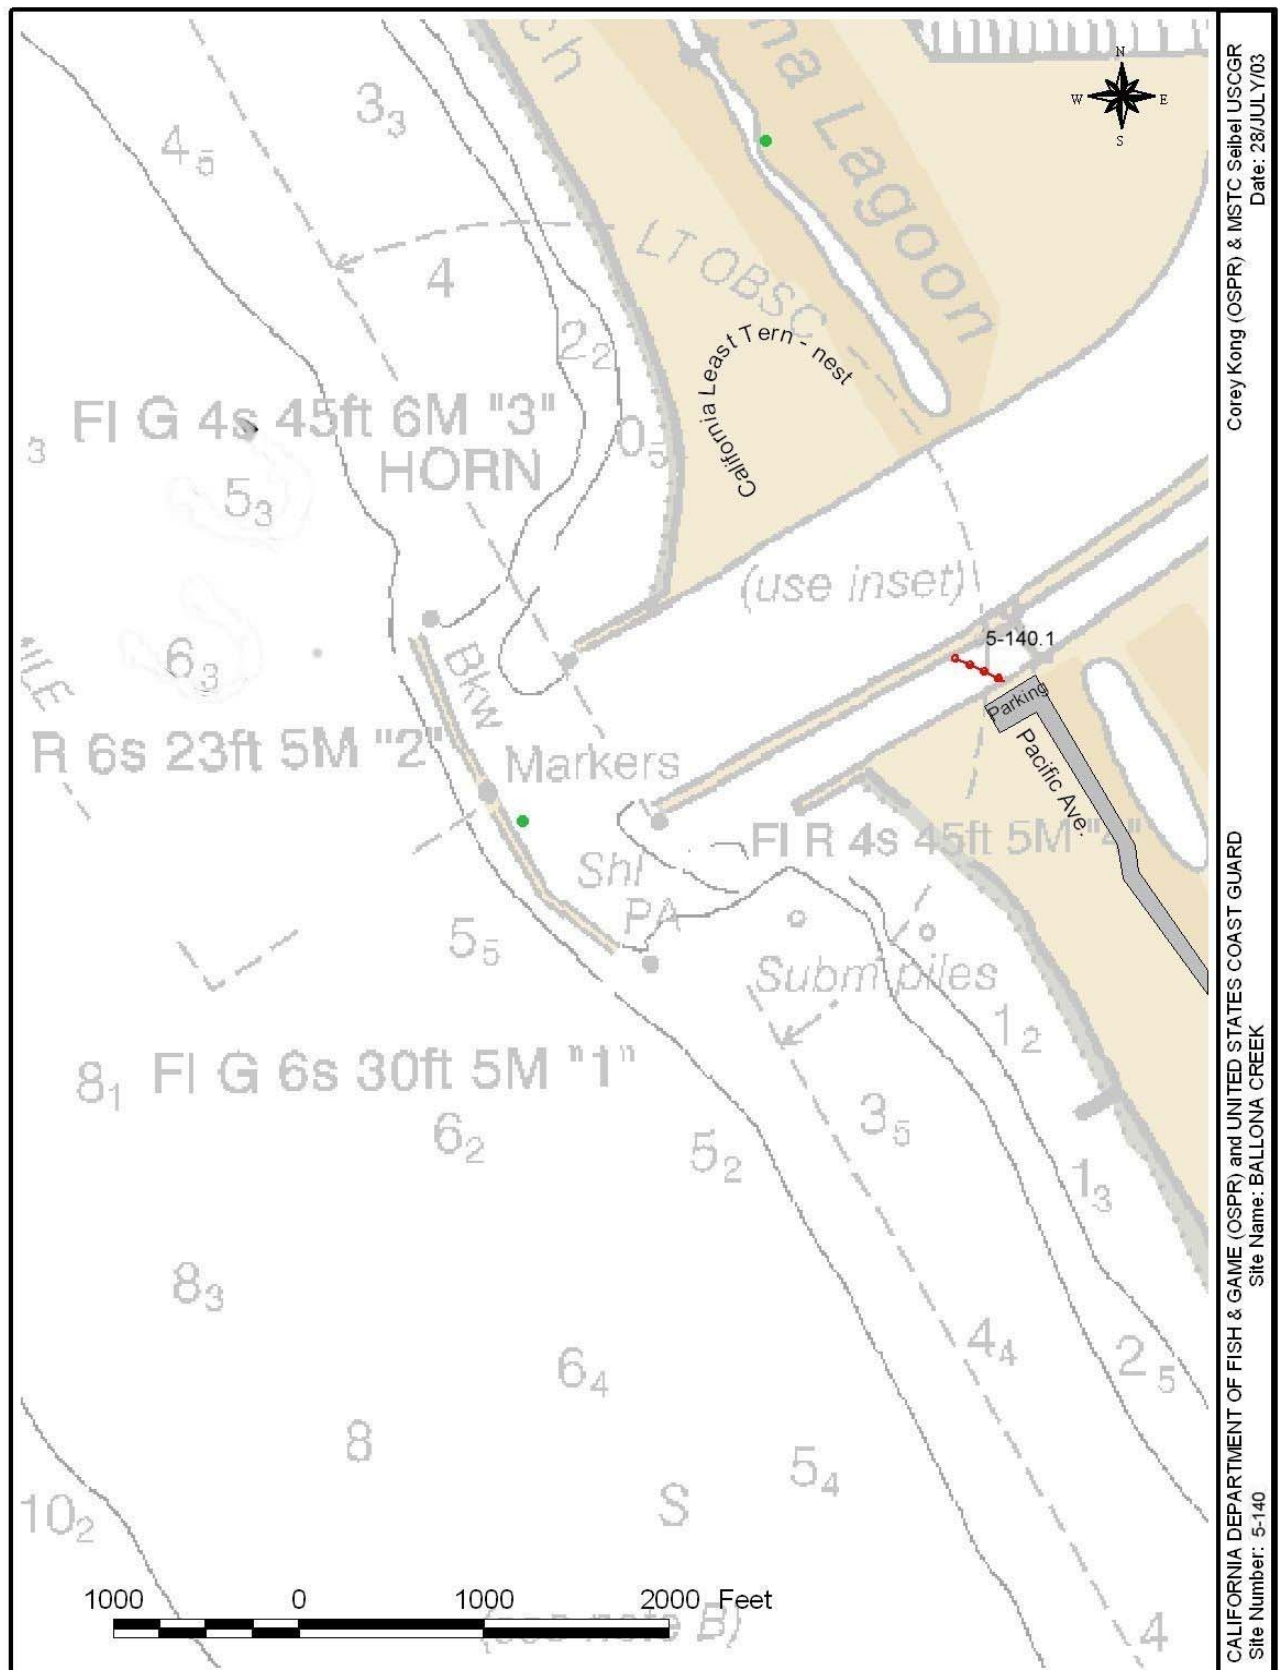 ch
na Lagoon
N
W
E
S
3₃
4₅
LT OBSC
4
2₂
California Least Tern - nest
Fl G 4s 45ft 6M "3"
0₅
3
HORN
5₃
(use inset)
5-140.1
6₃
MILE
Bkw
Parking
R 6s 23ft 5M "2"
Markers
Pacific Ave.
Fl R 4s 45ft 5M "4"
Shl
PA
5₅
Subm piles
1₂
8₁
Fl G 6s 30ft 5M "1"
3₅
6₂
5₂
1₃
8₃
4₄
2₅
6₄
8
5₄
10₂
S
1000 0 1000 2000 Feet
(see note B)
4
CALIFORNIA DEPARTMENT OF FISH & GAME (OSPR) and UNITED STATES COAST GUARD
Corey Kong (OSPR) & MSTC Seibel USCGR
Site Number: 5-140
Site Name: BALLONA CREEK
Date: 28/JULY/03